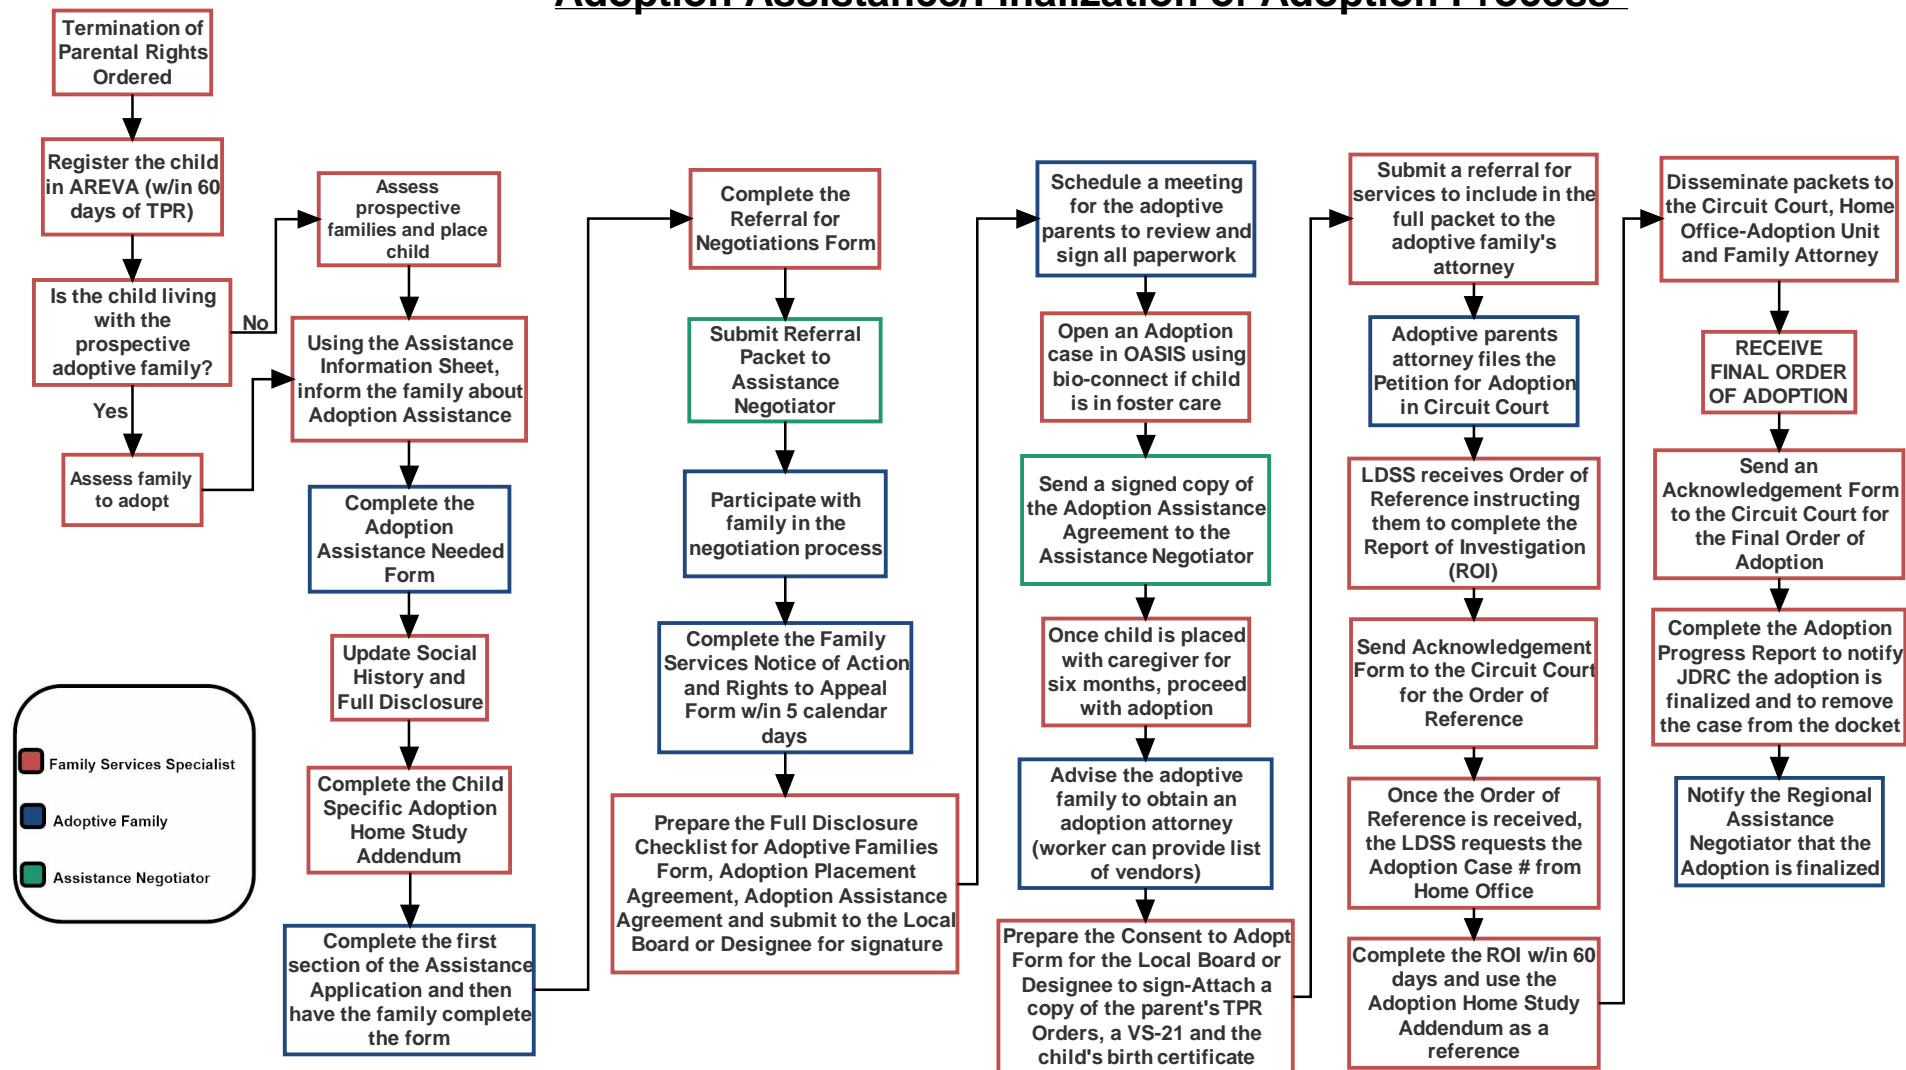 Adoption Assistance/Finalization of Adoption Process
Termination of
Parental Rights
Ordered
Register the child
in AREVA (w/in 60
days of TPR)
Is the child living
with the
prospective
adoptive family?
No
Yes
Assess family
to adopt
Assess
prospective
families and place
child
Using the Assistance
Information Sheet,
inform the family about
Adoption Assistance
Complete the
Adoption
Assistance Needed
Form
Update Social
History and
Full Disclosure
Complete the Child
Specific Adoption
Home Study
Addendum
Complete the first
section of the Assistance
Application and then
have the family complete
the form
Complete the
Referral for
Negotiations Form
Submit Referral
Packet to
Assistance
Negotiator
Participate with
family in the
negotiation process
Complete the Family
Services Notice of Action
and Rights to Appeal
Form w/in 5 calendar
days
Prepare the Full Disclosure
Checklist for Adoptive Families
Form, Adoption Placement
Agreement, Adoption Assistance
Agreement and submit to the Local
Board or Designee for signature
Schedule a meeting
for the adoptive
parents to review and
sign all paperwork
Open an Adoption
case in OASIS using
bio-connect if child
is in foster care
Send a signed copy of
the Adoption Assistance
Agreement to the
Assistance Negotiator
Once child is placed
with caregiver for
six months, proceed
with adoption
Advise the adoptive
family to obtain an
adoption attorney
(worker can provide list
of vendors)
Prepare the Consent to Adopt
Form for the Local Board or
Designee to sign-Attach a
copy of the parent's TPR
Orders, a VS-21 and the
child's birth certificate
Submit a referral for
services to include in the
full packet to the
adoptive family's
attorney
Adoptive parents
attorney files the
Petition for Adoption
in Circuit Court
LDSS receives Order of
Reference instructing
them to complete the
Report of Investigation
(ROI)
Send Acknowledgement
Form to the Circuit Court
for the Order of
Reference
Once the Order of
Reference is received,
the LDSS requests the
Adoption Case # from
Home Office
Complete the ROI w/in 60
days and use the
Adoption Home Study
Addendum as a
reference
Disseminate packets to
the Circuit Court, Home
Office-Adoption Unit
and Family Attorney
RECEIVE
FINAL ORDER
OF ADOPTION
Send an
Acknowledgement Form
to the Circuit Court for
the Final Order of
Adoption
Complete the Adoption
Progress Report to notify
JDRC the adoption is
finalized and to remove
the case from the docket
Notify the Regional
Assistance
Negotiator that the
Adoption is finalized
Family Services Specialist
Adoptive Family
Assistance Negotiator